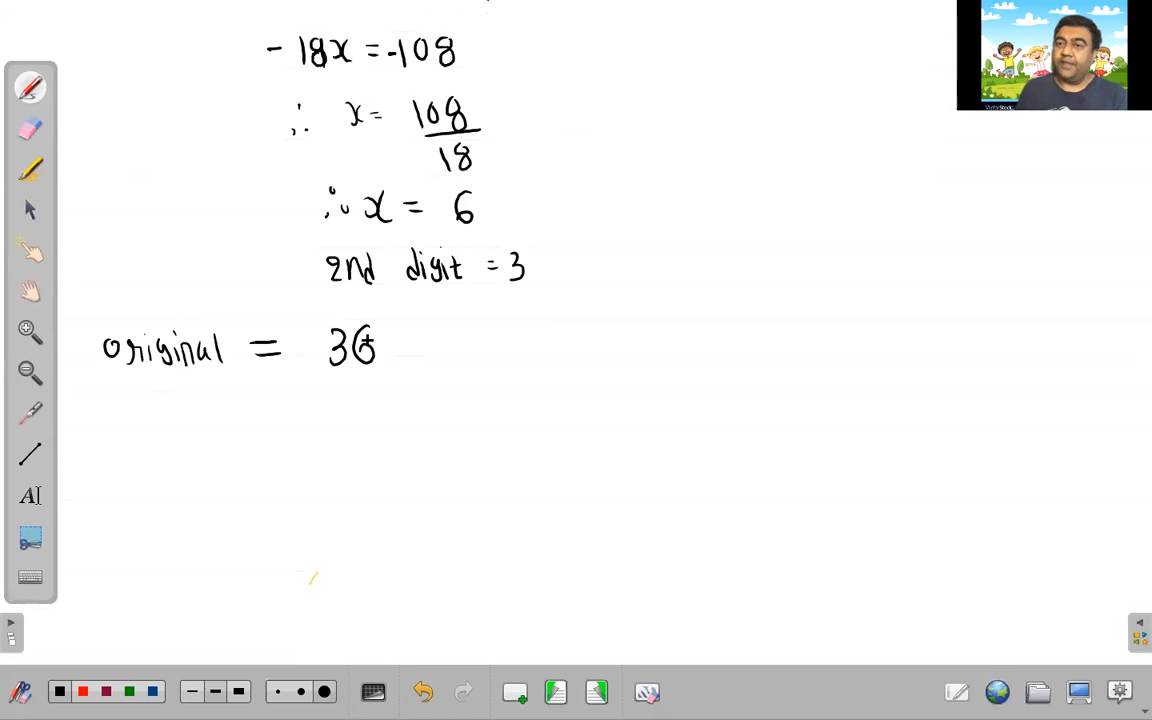 - 18x = -108
∴ x = 108
18
∴ x = 6
2nd digit = 3
original = 36